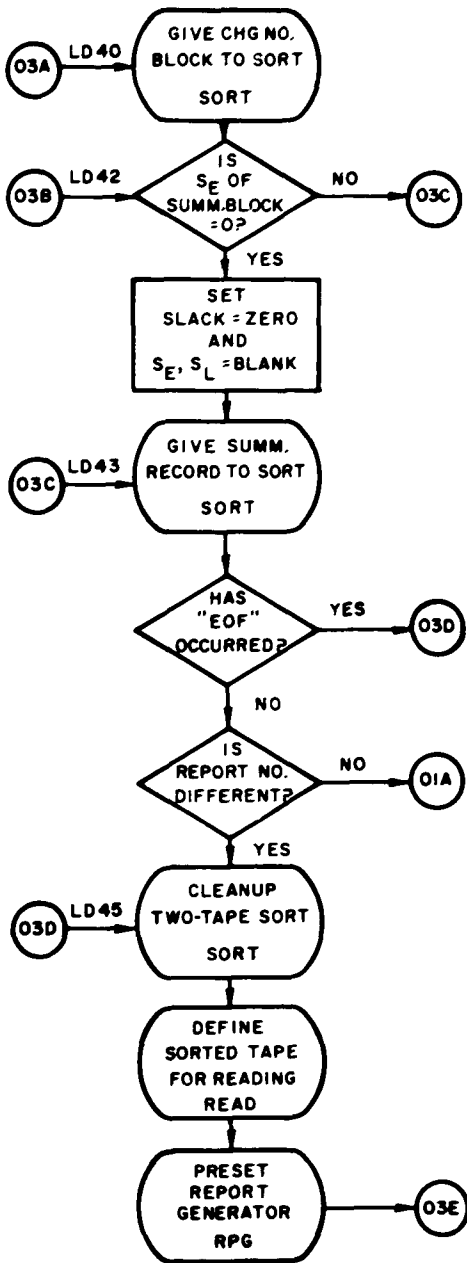 GIVE CHG NO.
BLOCK TO SORT
SORT
03A
LD40
IS
S_E OF
SUMM.BLOCK
=0?
03B
LD42
NO
03C
YES
SET
SLACK = ZERO
AND
S_E, S_L = BLANK
GIVE SUMM.
RECORD TO SORT
SORT
03C
LD43
HAS
"EOF"
OCCURRED?
YES
03D
NO
IS
REPORT NO.
DIFFERENT?
NO
01A
YES
CLEANUP
TWO-TAPE SORT
SORT
03D
LD45
DEFINE
SORTED TAPE
FOR READING
READ
PRESET
REPORT
GENERATOR
RPG
03E